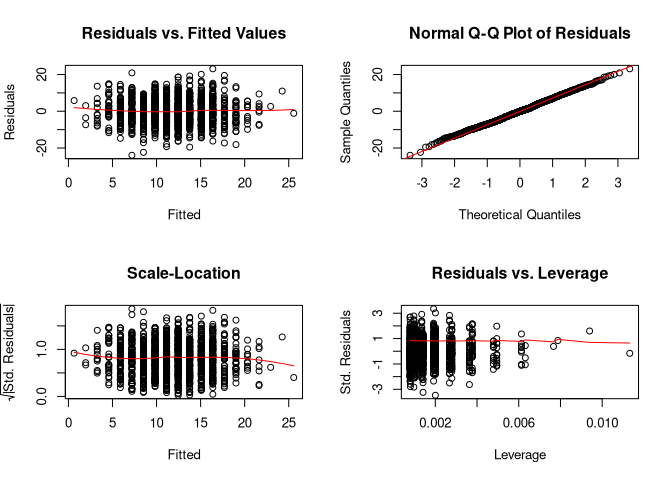 Residuals vs. Fitted Values
Residuals
20
0
-20
0 5 10 15 20 25
Fitted
Normal Q-Q Plot of Residuals
Sample Quantiles
20
0
-20
-3 -2 -1 0 1 2 3
Theoretical Quantiles
Scale-Location
√|Std. Residuals|
1.0
0.0
0 5 10 15 20 25
Fitted
Residuals vs. Leverage
Std. Residuals
3
1
-1
-3
0.002 0.006 0.010
Leverage